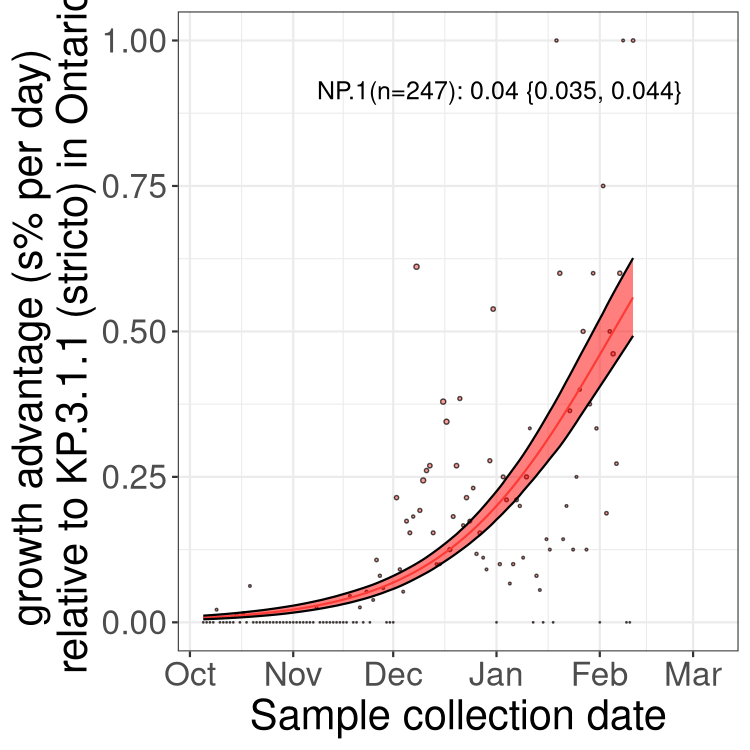 growth advantage (s% per day)
relative to KP.3.1.1 (stricto) in Ontario
1.00
0.75
0.50
0.25
0.00
NP.1(n=247): 0.04 {0.035, 0.044}
Oct Nov Dec Jan Feb Mar
Sample collection date